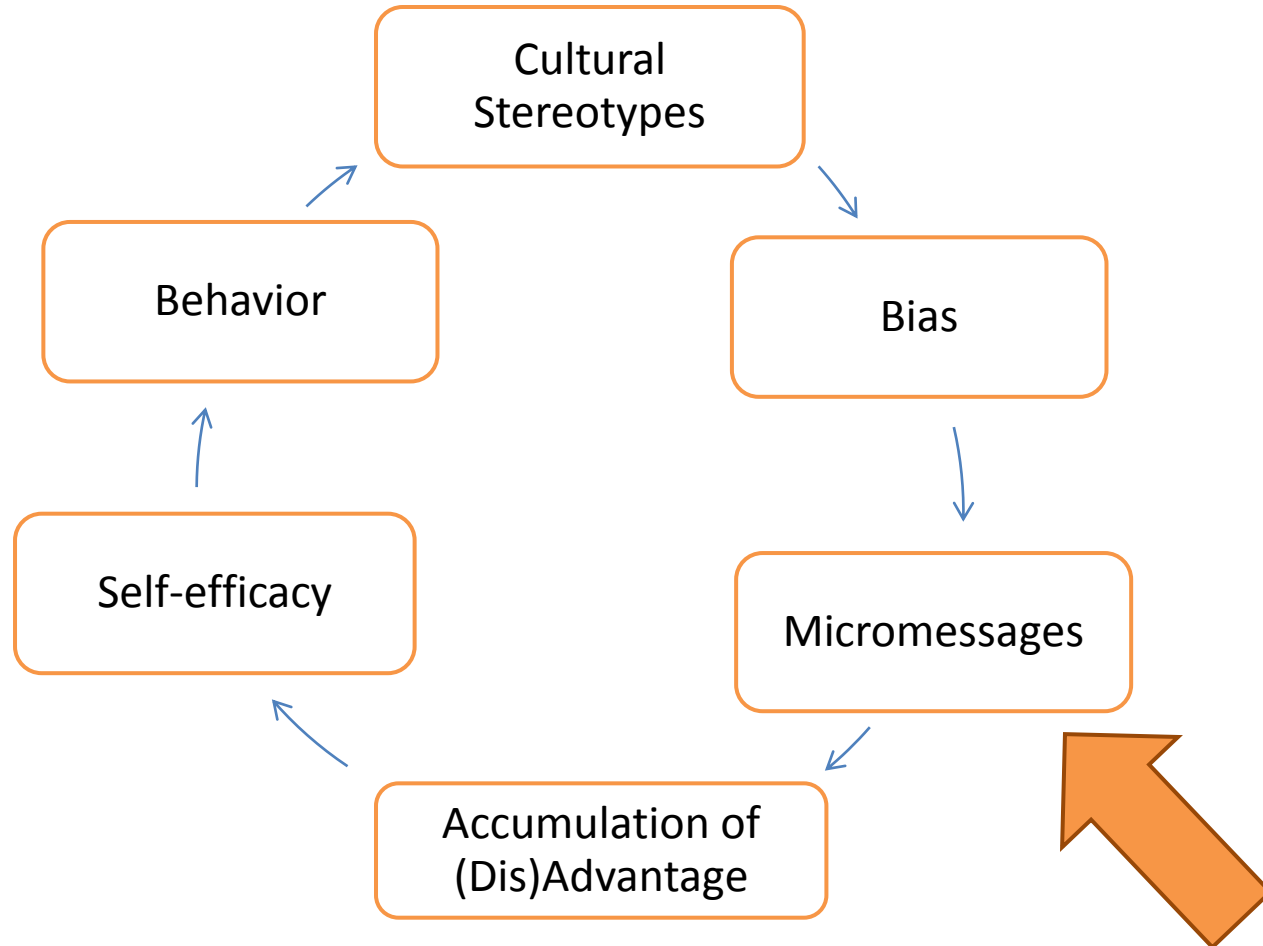 Cultural
Stereotypes
Bias
Micromessages
Accumulation of
(Dis)Advantage
Self-efficacy
Behavior